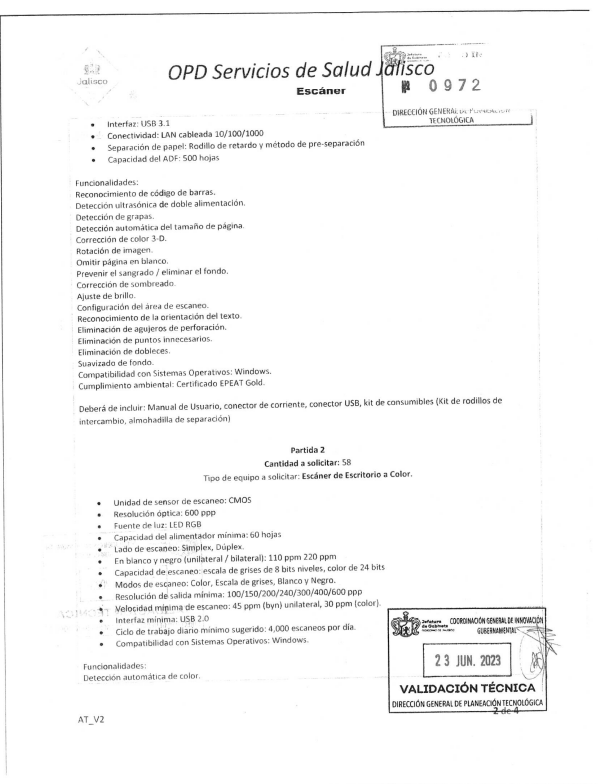 Jalisco
OPD Servicios de Salud Jalisco
Escáner
Jefatura
de Gabinete
Nº 0972
DIRECCIÓN GENERAL DE PLANEACIÓN
TECNOLÓGICA
• Interfaz: USB 3.1
• Conectividad: LAN cableada 10/100/1000
• Separación de papel: Rodillo de retardo y método de pre-separación
• Capacidad del ADF: 500 hojas
Funcionalidades:
Reconocimiento de código de barras.
Detección ultrasónica de doble alimentación.
Detección de grapas.
Detección automática del tamaño de página.
Corrección de color 3-D.
Rotación de imagen.
Omitir página en blanco.
Prevenir el sangrado / eliminar el fondo.
Corrección de sombreado.
Ajuste de brillo.
Configuración del área de escaneo.
Reconocimiento de la orientación del texto.
Eliminación de agujeros de perforación.
Eliminación de puntos innecesarios.
Eliminación de dobleces.
Suavizado de fondo.
Compatibilidad con Sistemas Operativos: Windows.
Cumplimiento ambiental: Certificado EPEAT Gold.
Deberá de incluir: Manual de Usuario, conector de corriente, conector USB, kit de consumibles (Kit de rodillos de
intercambio, almohadilla de separación)
Partida 2
Cantidad a solicitar: 58
Tipo de equipo a solicitar: Escáner de Escritorio a Color.
• Unidad de sensor de escaneo: CMOS
• Resolución óptica: 600 ppp
• Fuente de luz: LED RGB
• Capacidad del alimentador mínima: 60 hojas
• Lado de escaneo: Simplex, Dúplex.
• En blanco y negro (unilateral / bilateral): 110 ppm 220 ppm
• Capacidad de escaneo: escala de grises de 8 bits niveles, color de 24 bits
• Modos de escaneo: Color, Escala de grises, Blanco y Negro.
• Resolución de salida mínima: 100/150/200/240/300/400/600 ppp
• Velocidad mínima de escaneo: 45 ppm (byn) unilateral, 30 ppm (color).
• Interfaz mínima: USB 2.0
• Ciclo de trabajo diario mínimo sugerido: 4,000 escaneos por día.
• Compatibilidad con Sistemas Operativos: Windows.
Funcionalidades:
Detección automática de color.
Jefatura
de Gabinete
COORDINACIÓN GENERAL DE INNOVACIÓN
GUBERNAMENTAL
23 JUN. 2023
VALIDACIÓN TÉCNICA
DIRECCIÓN GENERAL DE PLANEACIÓN TECNOLÓGICA
2 de 4
AT_V2